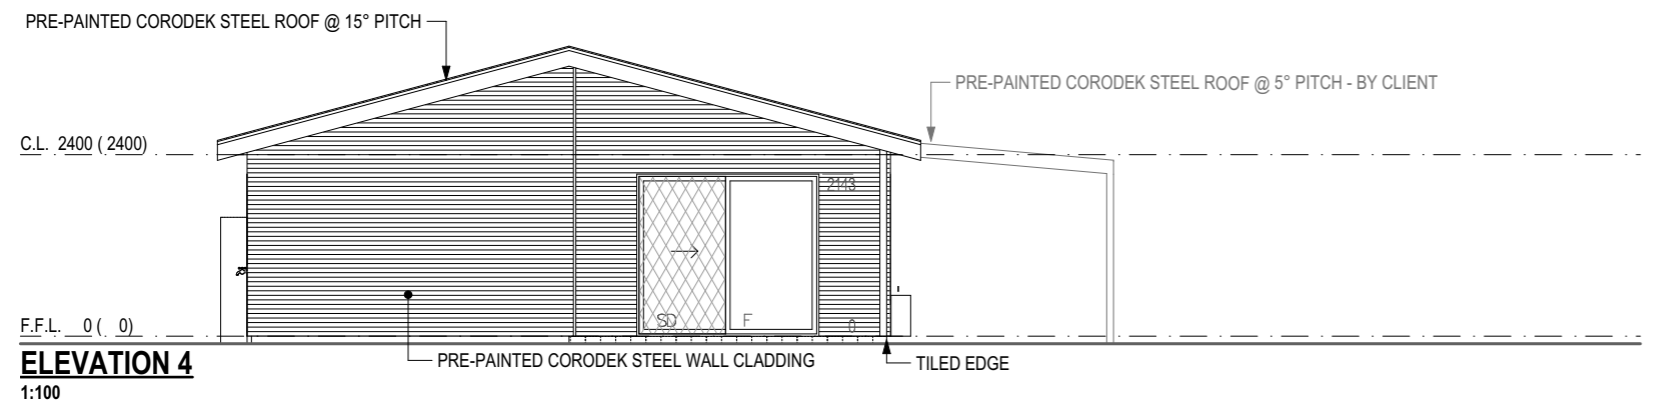 PRE-PAINTED CORODEK STEEL ROOF @ 15° PITCH
PRE-PAINTED CORODEK STEEL ROOF @ 5° PITCH - BY CLIENT
C.L. 2400 ( 2400)
2143
SD
F
0
F.F.L. 0 ( 0)
ELEVATION 4
PRE-PAINTED CORODEK STEEL WALL CLADDING
TILED EDGE
1:100